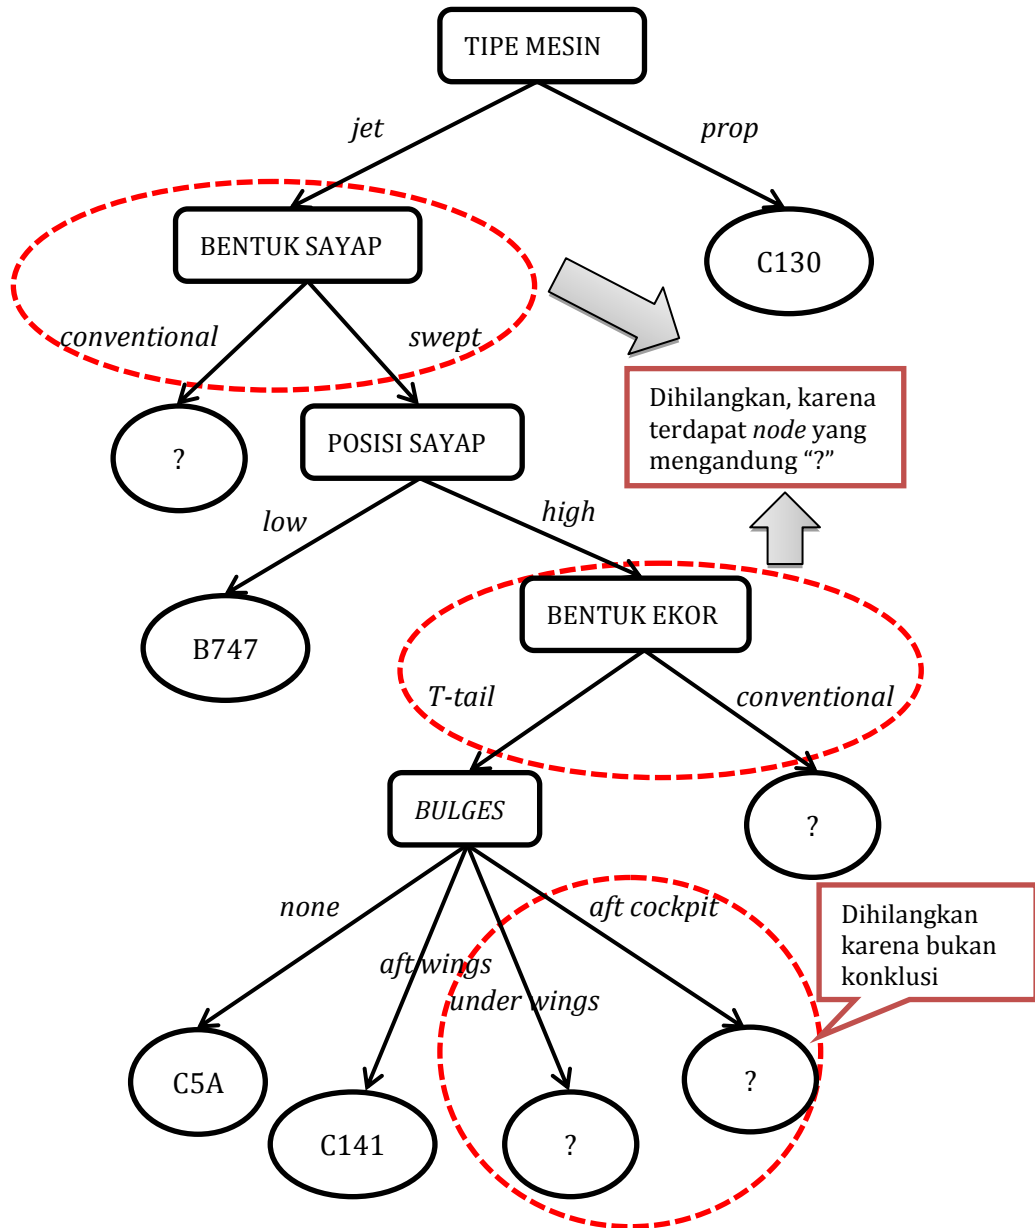 TIPE MESIN
jet
prop
BENTUK SAYAP
C130
conventional
swept
Dihilangkan, karena
terdapat node yang
mengandung “?”
?
POSISI SAYAP
low
high
BENTUK EKOR
B747
T-tail
conventional
BULGES
?
none
aft cockpit
Dihilangkan
karena bukan
konklusi
aft wings
under wings
C5A
?
C141
?